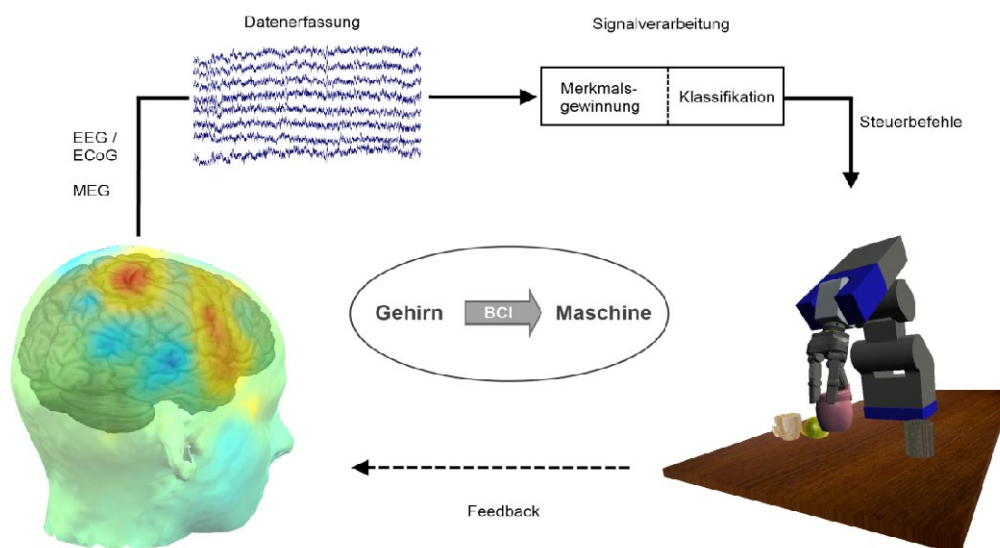 Datenerfassung
Signalverarbeitung
Merkmals-
gewinnung
Klassifikation
Steuerbefehle
EEG /
ECoG
MEG
Gehirn BCI Maschine
Feedback